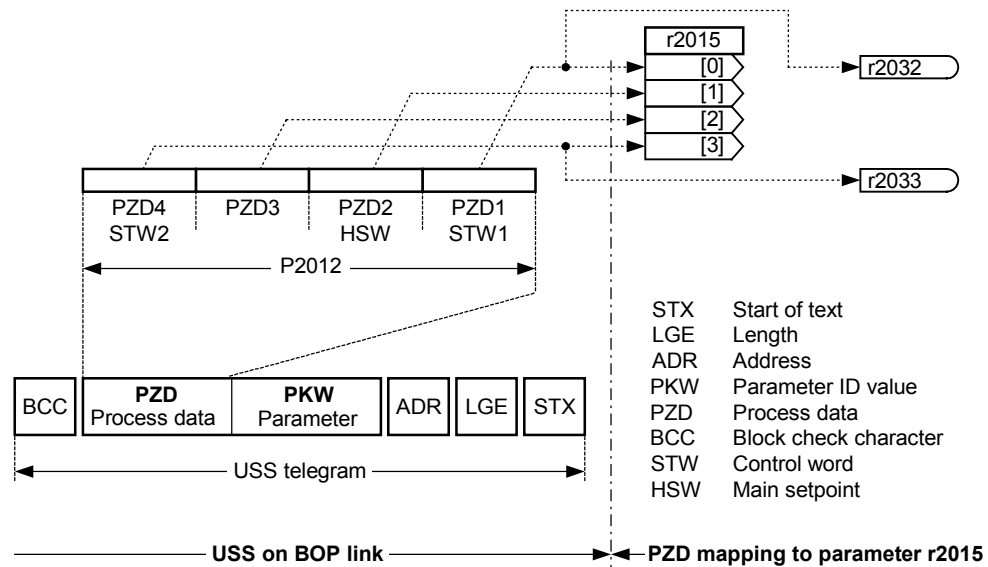 r2015
[0]
[1]
[2]
[3]
r2032
r2033
PZD4 PZD3 PZD2 PZD1
STW2 HSW STW1
P2012
STX Start of text
LGE Length
ADR Address
PKW Parameter ID value
PZD Process data
BCC Block check character
STW Control word
HSW Main setpoint
BCC PZD PKW ADR LGE STX
Process data Parameter
USS telegram
USS on BOP link PZD mapping to parameter r2015